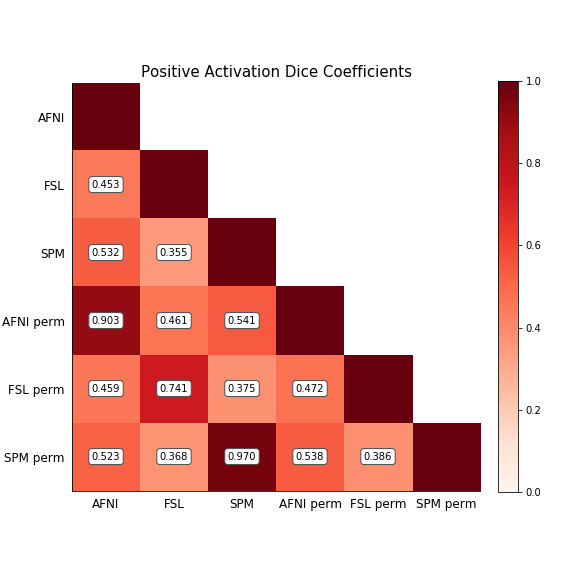 Positive Activation Dice Coefficients
1.0
AFNI
0.8
FSL
0.453
SPM
0.532 0.355
0.6
AFNI perm
0.903 0.461 0.541
0.4
FSL perm
0.459 0.741 0.375 0.472
0.2
SPM perm
0.523 0.368 0.970 0.538 0.386
0.0
AFNI FSL SPM AFNI perm FSL perm SPM perm